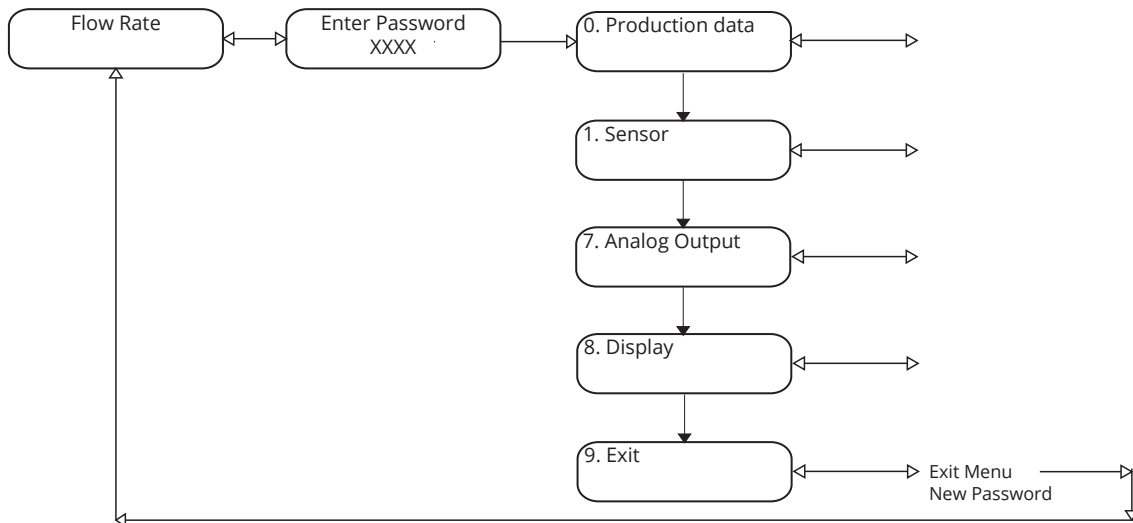 Flow Rate
Enter Password
XXXX
0. Production data
1. Sensor
7. Analog Output
8. Display
9. Exit
Exit Menu
New Password